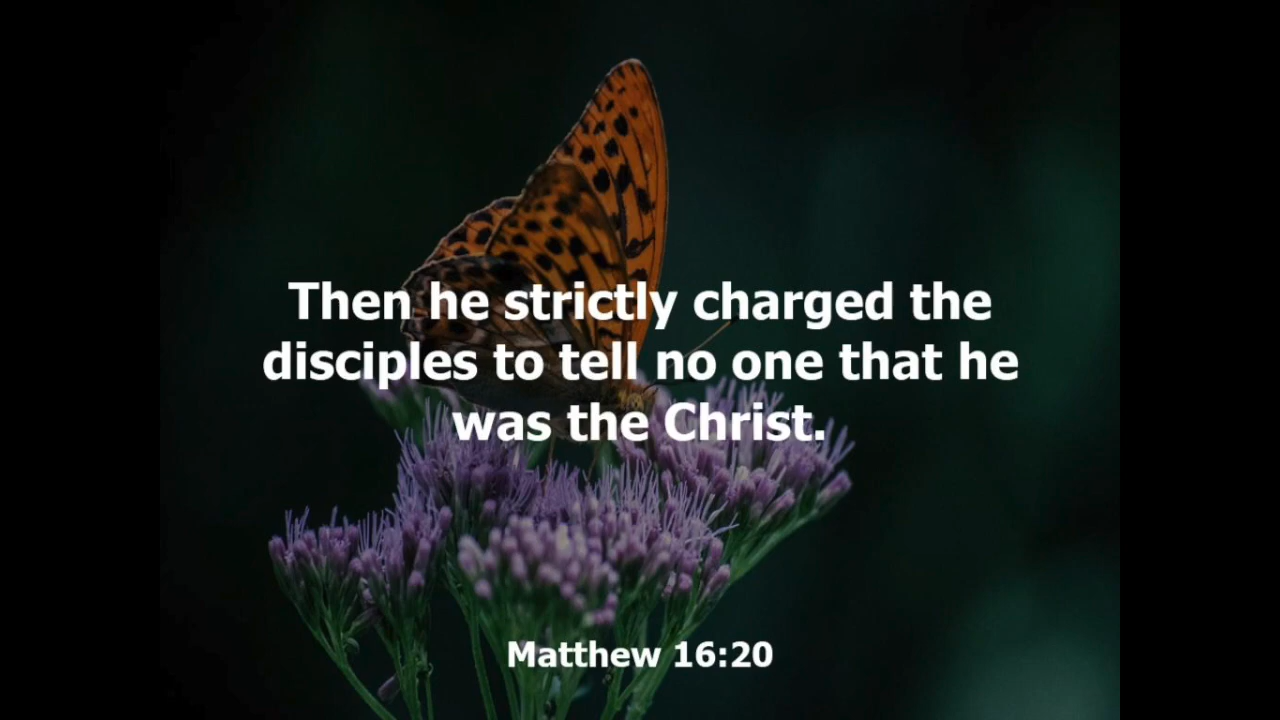 Then he strictly charged the
disciples to tell no one that he
was the Christ.
Matthew 16:20